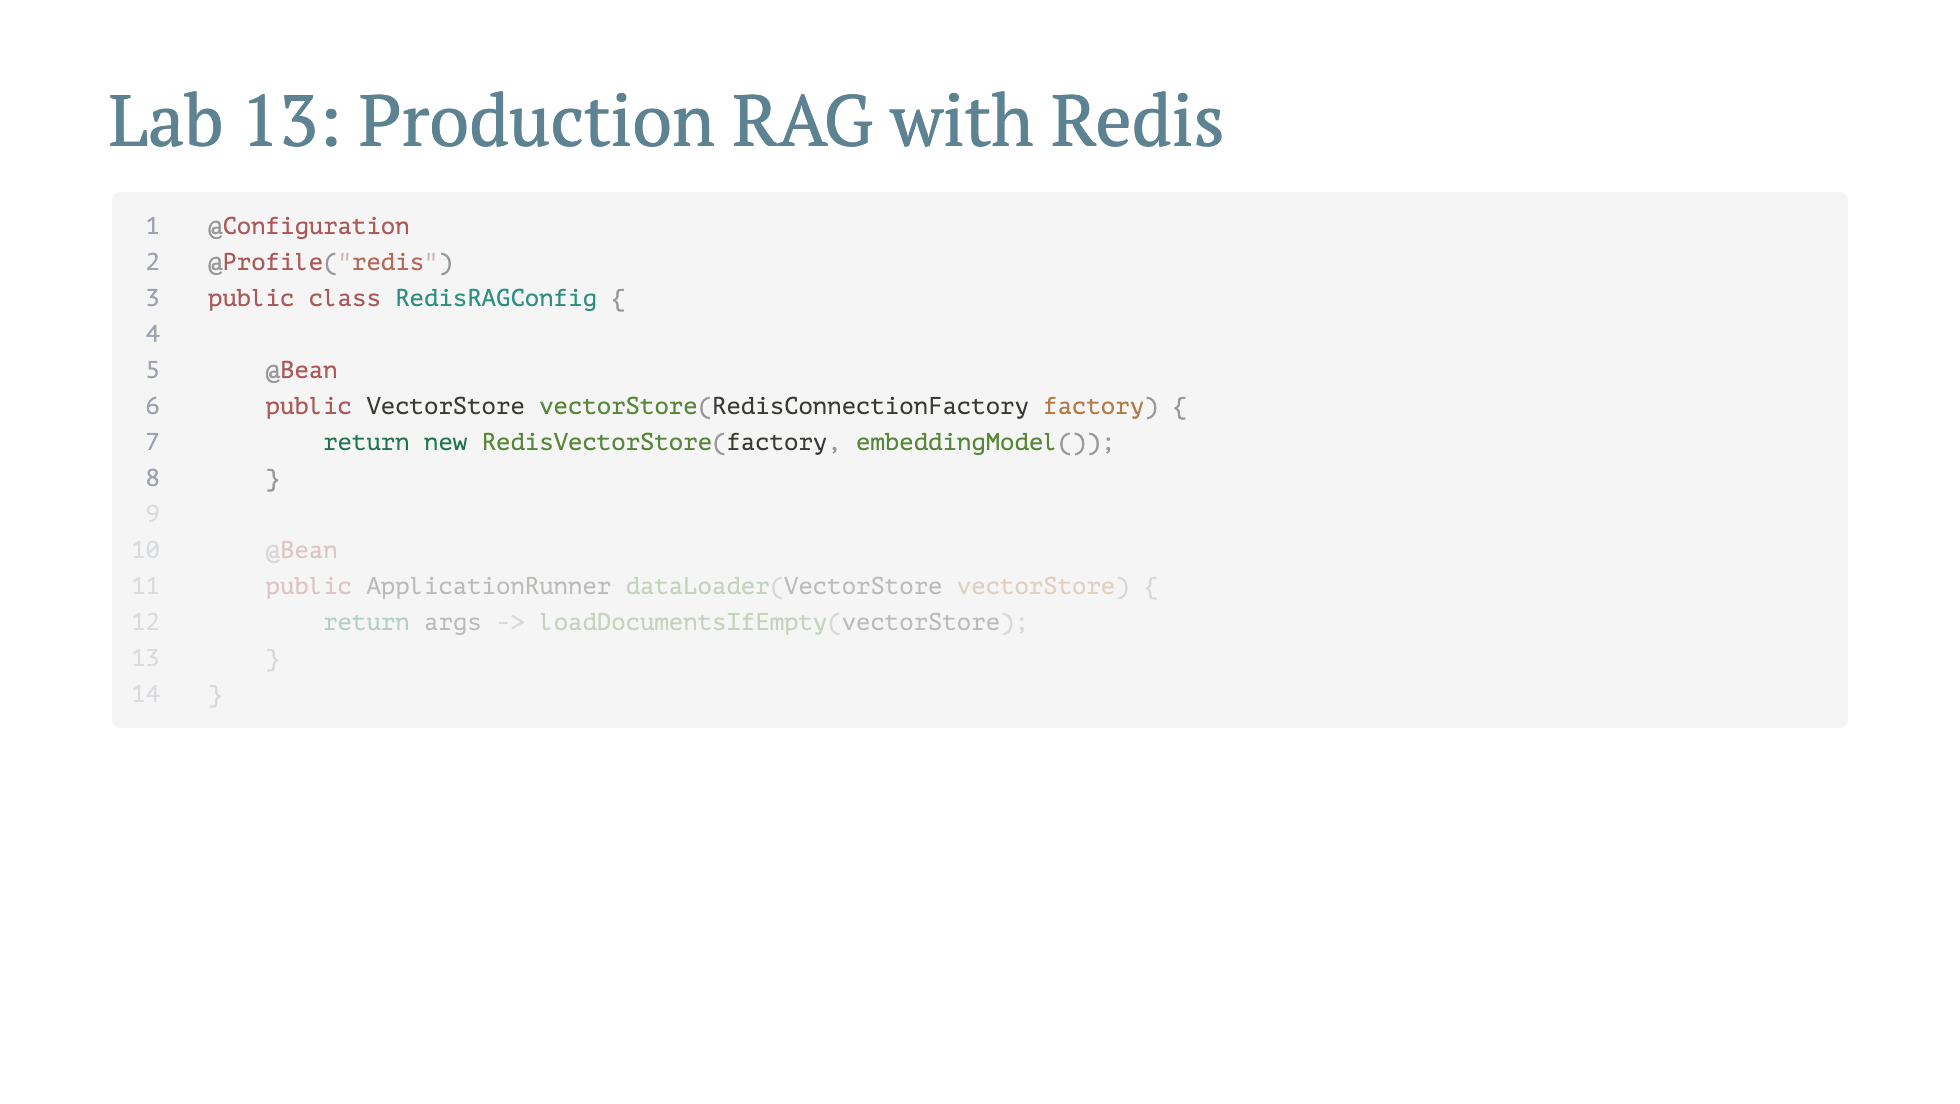 Lab 13: Production RAG with Redis
1 @Configuration
2 @Profile("redis")
3 public class RedisRAGConfig {
4
5     @Bean
6     public VectorStore vectorStore(RedisConnectionFactory factory) {
7         return new RedisVectorStore(factory, embeddingModel());
8     }
9
10     @Bean
11     public ApplicationRunner dataLoader(VectorStore vectorStore) {
12         return args -> loadDocumentsIfEmpty(vectorStore);
13     }
14 }